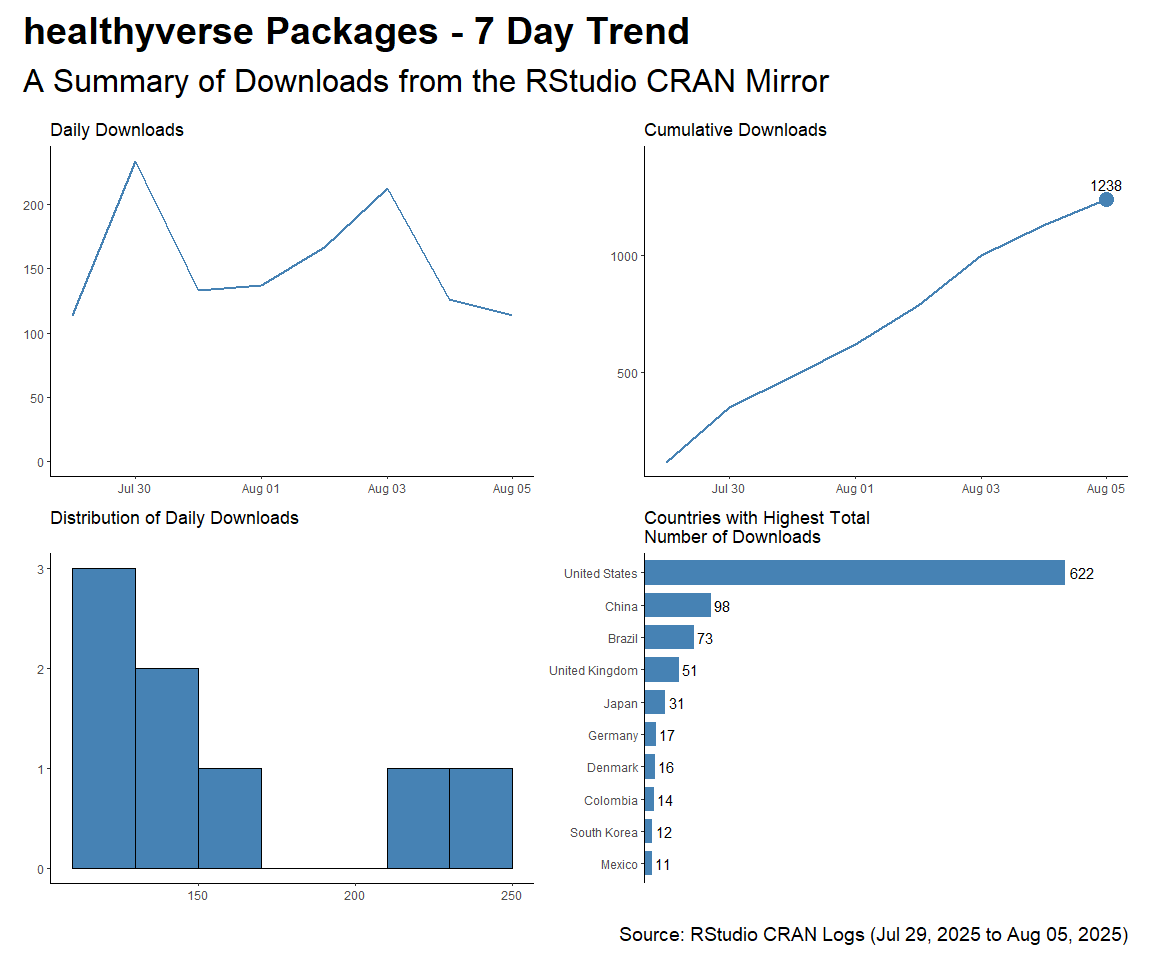 healthyverse Packages - 7 Day Trend
A Summary of Downloads from the RStudio CRAN Mirror
Daily Downloads
200
150
100
50
0
Jul 30
Aug 01
Aug 03
Aug 05
Cumulative Downloads
1238
1000
500
Jul 30
Aug 01
Aug 03
Aug 05
Distribution of Daily Downloads
3
2
1
0
150
200
250
Countries with Highest Total
Number of Downloads
United States 622
China 98
Brazil 73
United Kingdom 51
Japan 31
Germany 17
Denmark 16
Colombia 14
South Korea 12
Mexico 11
Source: RStudio CRAN Logs (Jul 29, 2025 to Aug 05, 2025)